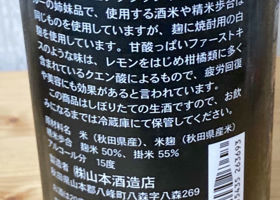 ーの姉妹品で、使用する酒米や精米歩合は
同じものを使用していますが、麹に焼酎用の白
麹を使用しています。甘酸っぱいファーストキ
スのような味は、レモンをはじめ柑橘類に多く
含まれているクエン酸によるもので、疲労回復
や美容にも効果があると言われています。
この商品はしぼりたての生酒ですので、お飲
みになるまでは冷蔵庫にて保管してください。
原材料名 米（秋田県産）、米麹（秋田県産米）
精米歩合 麹米 50%、掛米 55%
アルコール分 15度
製造者 ㈱山本酒造店
秋田県山本郡八峰町八森字八森269